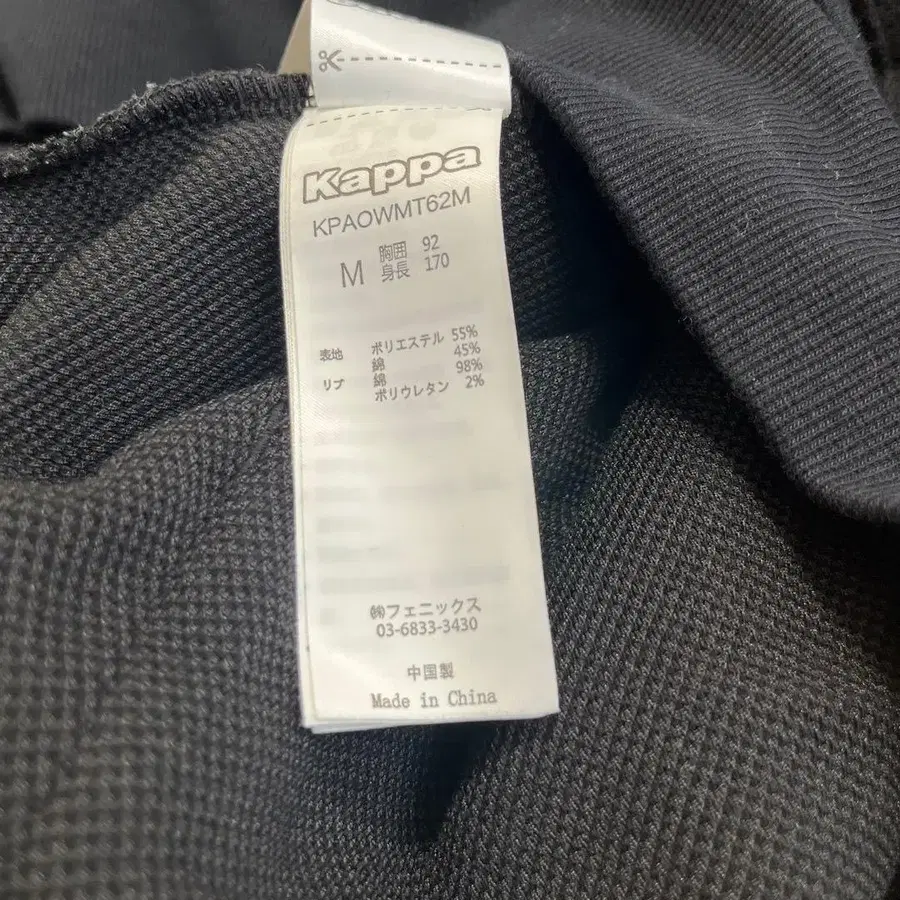 Kappa
KPAOWMT62M
M 胸囲 92
身長 170
表地 ポリエステル 55%
綿 45%
リブ 綿 98%
ポリウレタン 2%
㈱フェニックス
03-6833-3430
中国製
Made in China